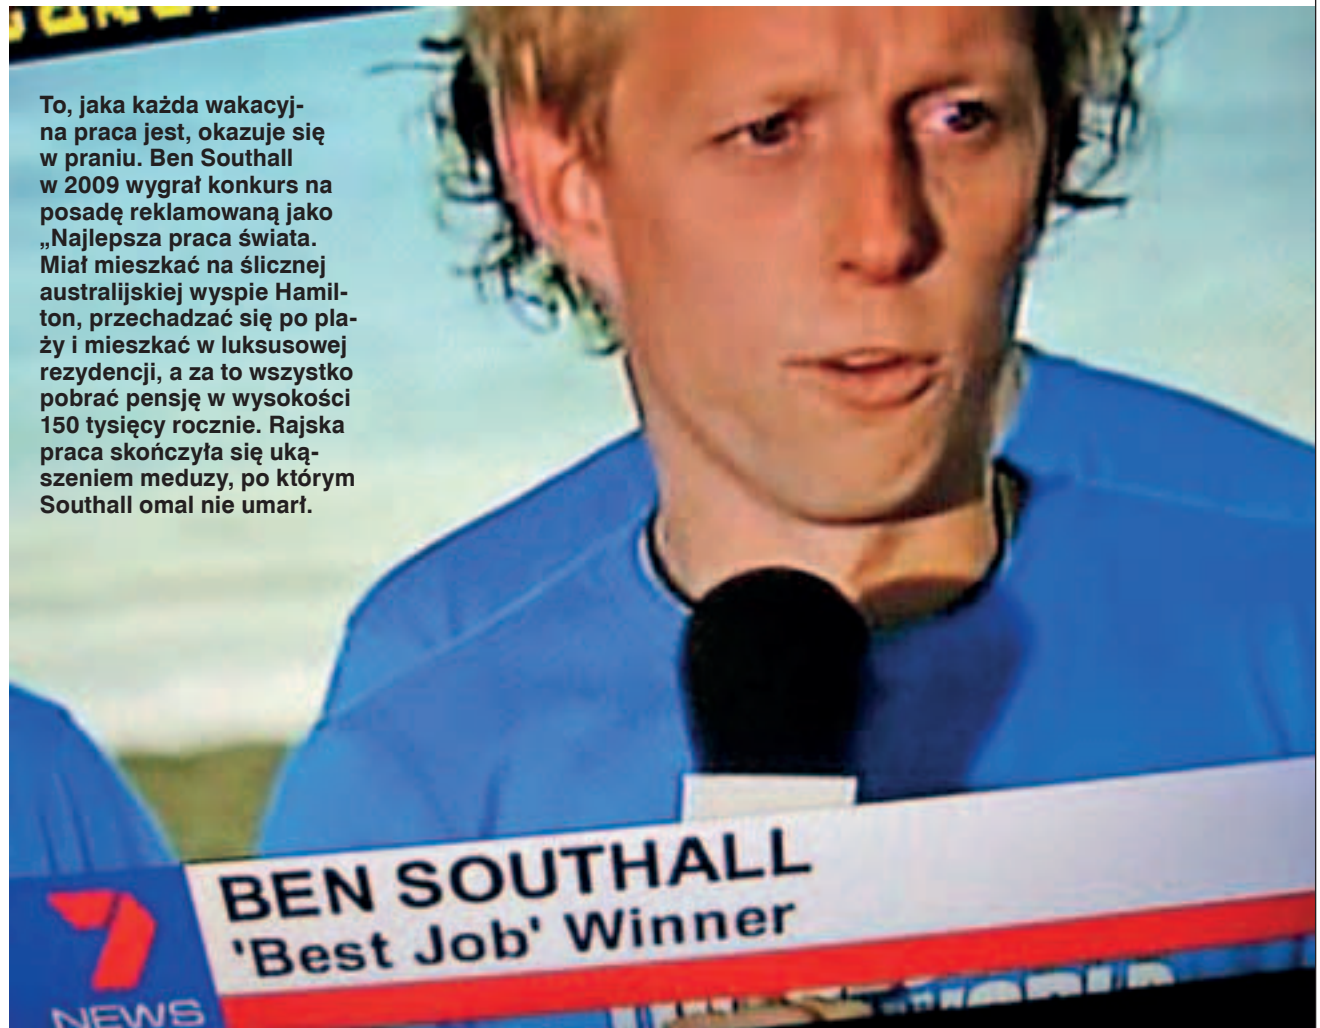 To, jaka każda wakacyj-
na praca jest, okazuje się
w praniu. Ben Southall
w 2009 wygrał konkurs na
posadę reklamowaną jako
„Najlepsza praca świata.
Miał mieszkać na ślicznej
australijskiej wyspie Hamil-
ton, przechadzać się po pla-
ży i mieszkać w luksusowej
rezydencji, a za to wszystko
pobrać pensję w wysokości
150 tysięcy rocznie. Rajska
praca skończyła się uką-
szeniem meduzy, po którym
Southall omal nie umarł.
BEN SOUTHALL
'Best Job' Winner
7
NEWS